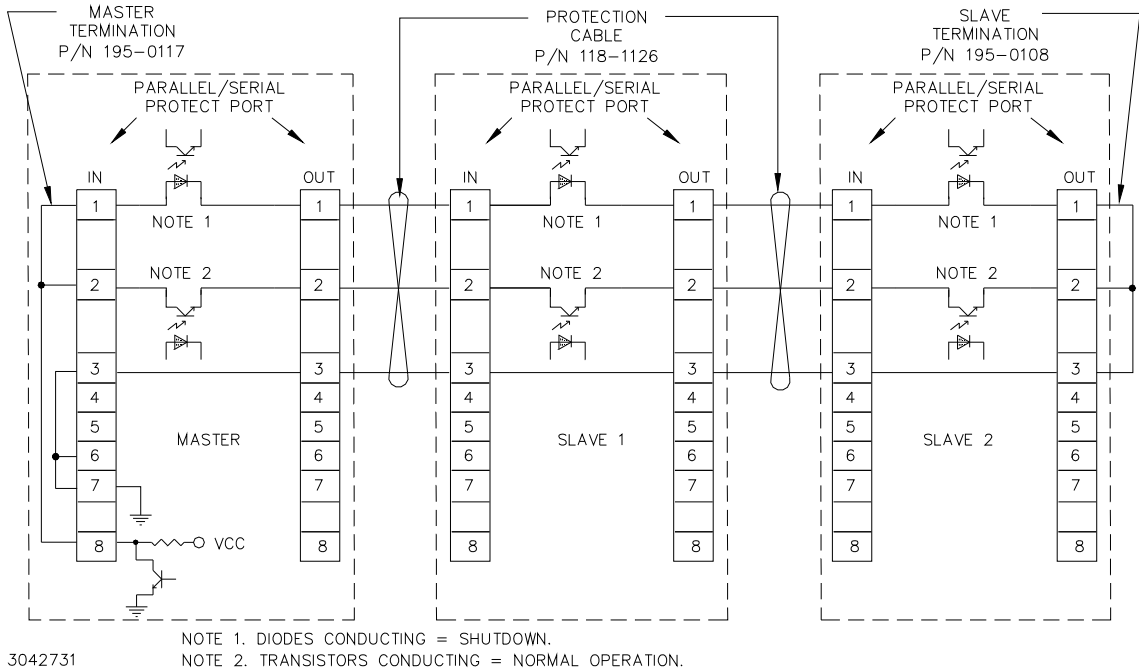 MASTER
TERMINATION
P/N 195-0117
PROTECTION
CABLE
P/N 118-1126
SLAVE
TERMINATION
P/N 195-0108
PARALLEL/SERIAL
PROTECT PORT
PARALLEL/SERIAL
PROTECT PORT
PARALLEL/SERIAL
PROTECT PORT
IN
OUT
IN
OUT
IN
OUT
1
NOTE 1
1
1
NOTE 1
1
1
NOTE 1
1
2
NOTE 2
2
2
NOTE 2
2
2
NOTE 2
2
3
3
3
3
3
3
4
4
4
4
4
4
5
5
5
5
5
5
MASTER
SLAVE 1
SLAVE 2
6
6
6
6
6
6
7
7
7
7
7
7
8
VCC
8
8
8
8
8
NOTE 1. DIODES CONDUCTING = SHUTDOWN.
3042731
NOTE 2. TRANSISTORS CONDUCTING = NORMAL OPERATION.